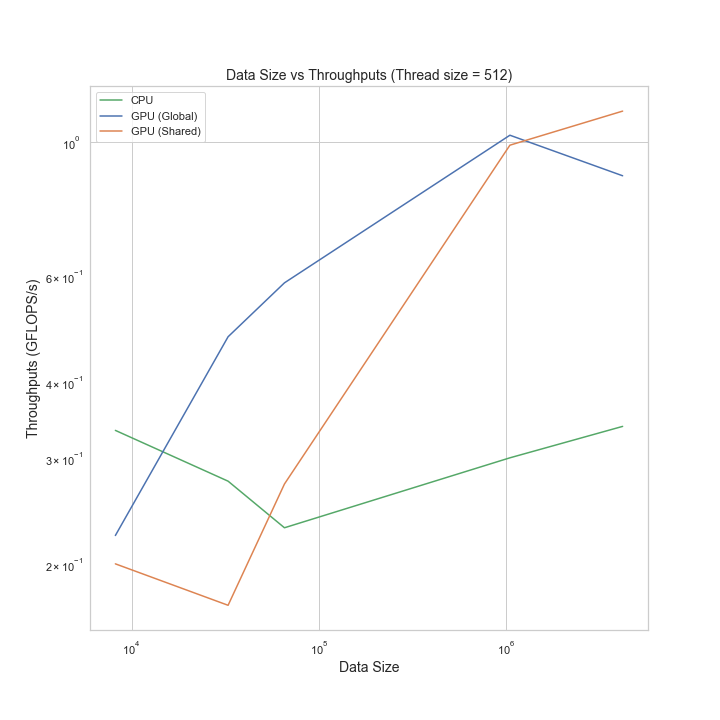 Data Size vs Throughputs (Thread size = 512)
CPU
GPU (Global)
GPU (Shared)
Throughputs (GFLOPS/s)
10⁰
6 × 10⁻¹
4 × 10⁻¹
3 × 10⁻¹
2 × 10⁻¹
10⁴ 10⁵ 10⁶
Data Size